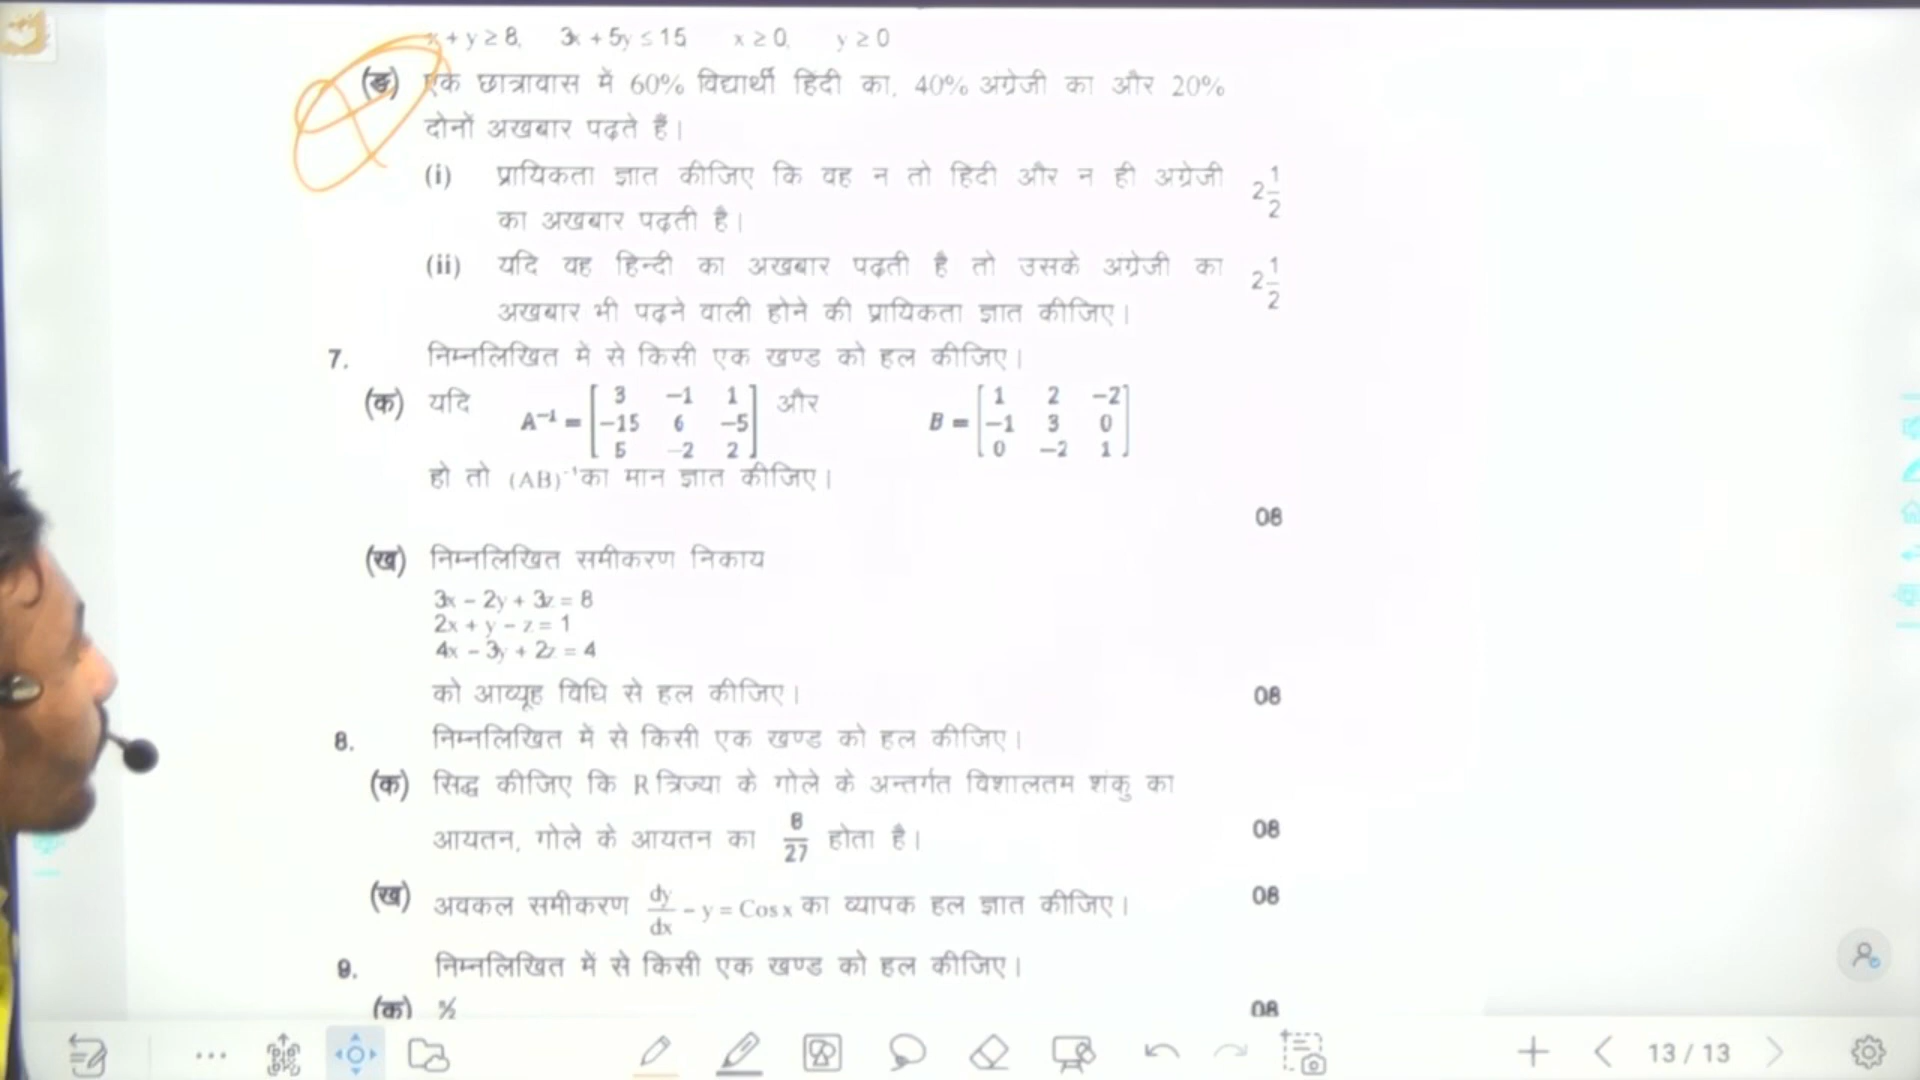 x + y ≥ 8, 3x + 5y ≤ 15 x ≥ 0, y ≥ 0
(ङ) एक छात्रावास में 60% विद्यार्थी हिंदी का, 40% अंग्रेजी का और 20%
दोनों अखबार पढ़ते हैं।
(i) प्रायिकता ज्ञात कीजिए कि वह न तो हिंदी और न ही अंग्रेजी 2 1/2
का अखबार पढ़ती है।
(ii) यदि वह हिन्दी का अखबार पढ़ती है तो उसके अंग्रेजी का 2 1/2
अखबार भी पढ़ने वाली होने की प्रायिकता ज्ञात कीजिए।
7. निम्नलिखित में से किसी एक खण्ड को हल कीजिए।
(क) यदि A⁻¹ = [3 −1 1; −15 6 −5; 5 −2 2] और B = [1 2 −2; −1 3 0; 0 −2 1]
हो तो (AB)⁻¹ का मान ज्ञात कीजिए।
08
(ख) निम्नलिखित समीकरण निकाय
3x − 2y + 3z = 8
2x + y − z = 1
4x − 3y + 2z = 4
को आव्यूह विधि से हल कीजिए। 08
8. निम्नलिखित में से किसी एक खण्ड को हल कीजिए।
(क) सिद्ध कीजिए कि R त्रिज्या के गोले के अन्तर्गत विशालतम शंकु का
आयतन, गोले के आयतन का 8/27 होता है। 08
(ख) अवकल समीकरण dy/dx − y = Cos x का व्यापक हल ज्ञात कीजिए। 08
9. निम्नलिखित में से किसी एक खण्ड को हल कीजिए।
(क) 08
13 / 13